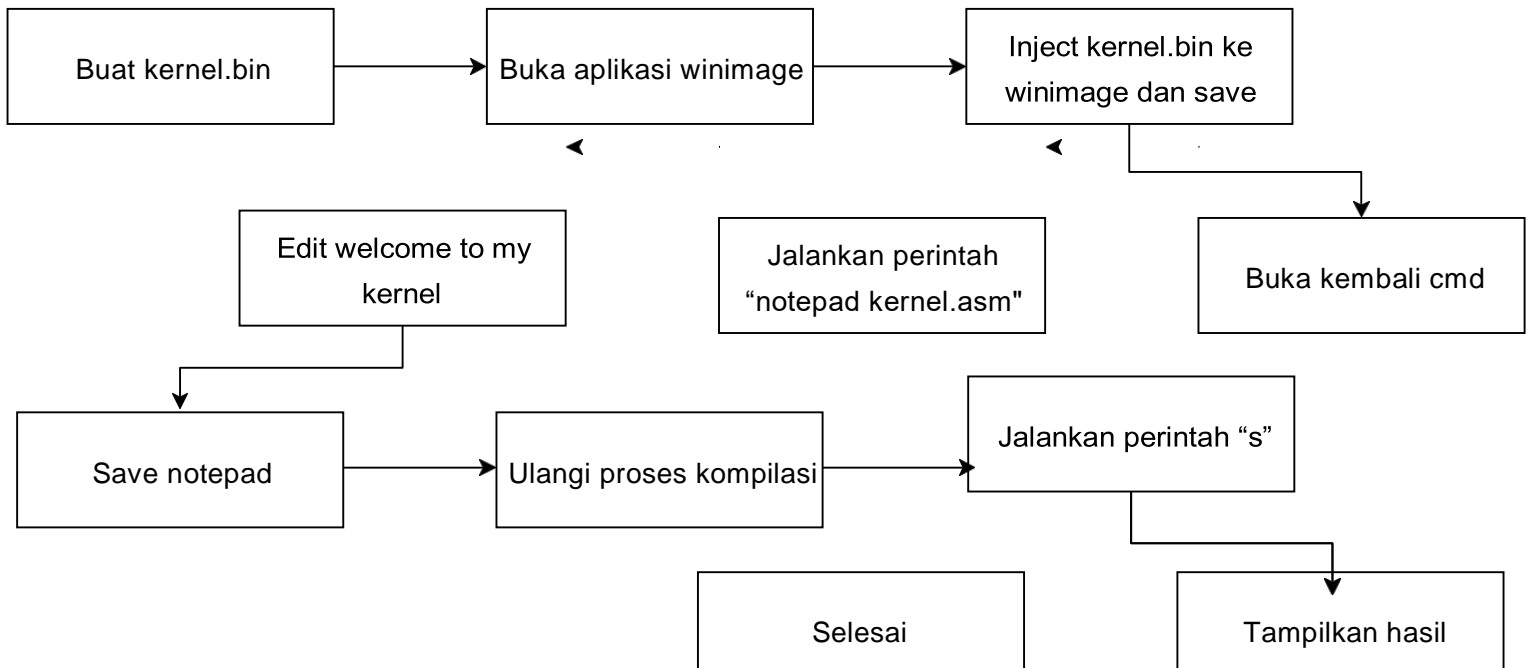 Buat kernel.bin
Buka aplikasi winimage
Inject kernel.bin ke
winimage dan save
Buka kembali cmd
Jalankan perintah
“notepad kernel.asm"
Edit welcome to my
kernel
Save notepad
Ulangi proses kompilasi
Jalankan perintah “s”
Tampilkan hasil
Selesai